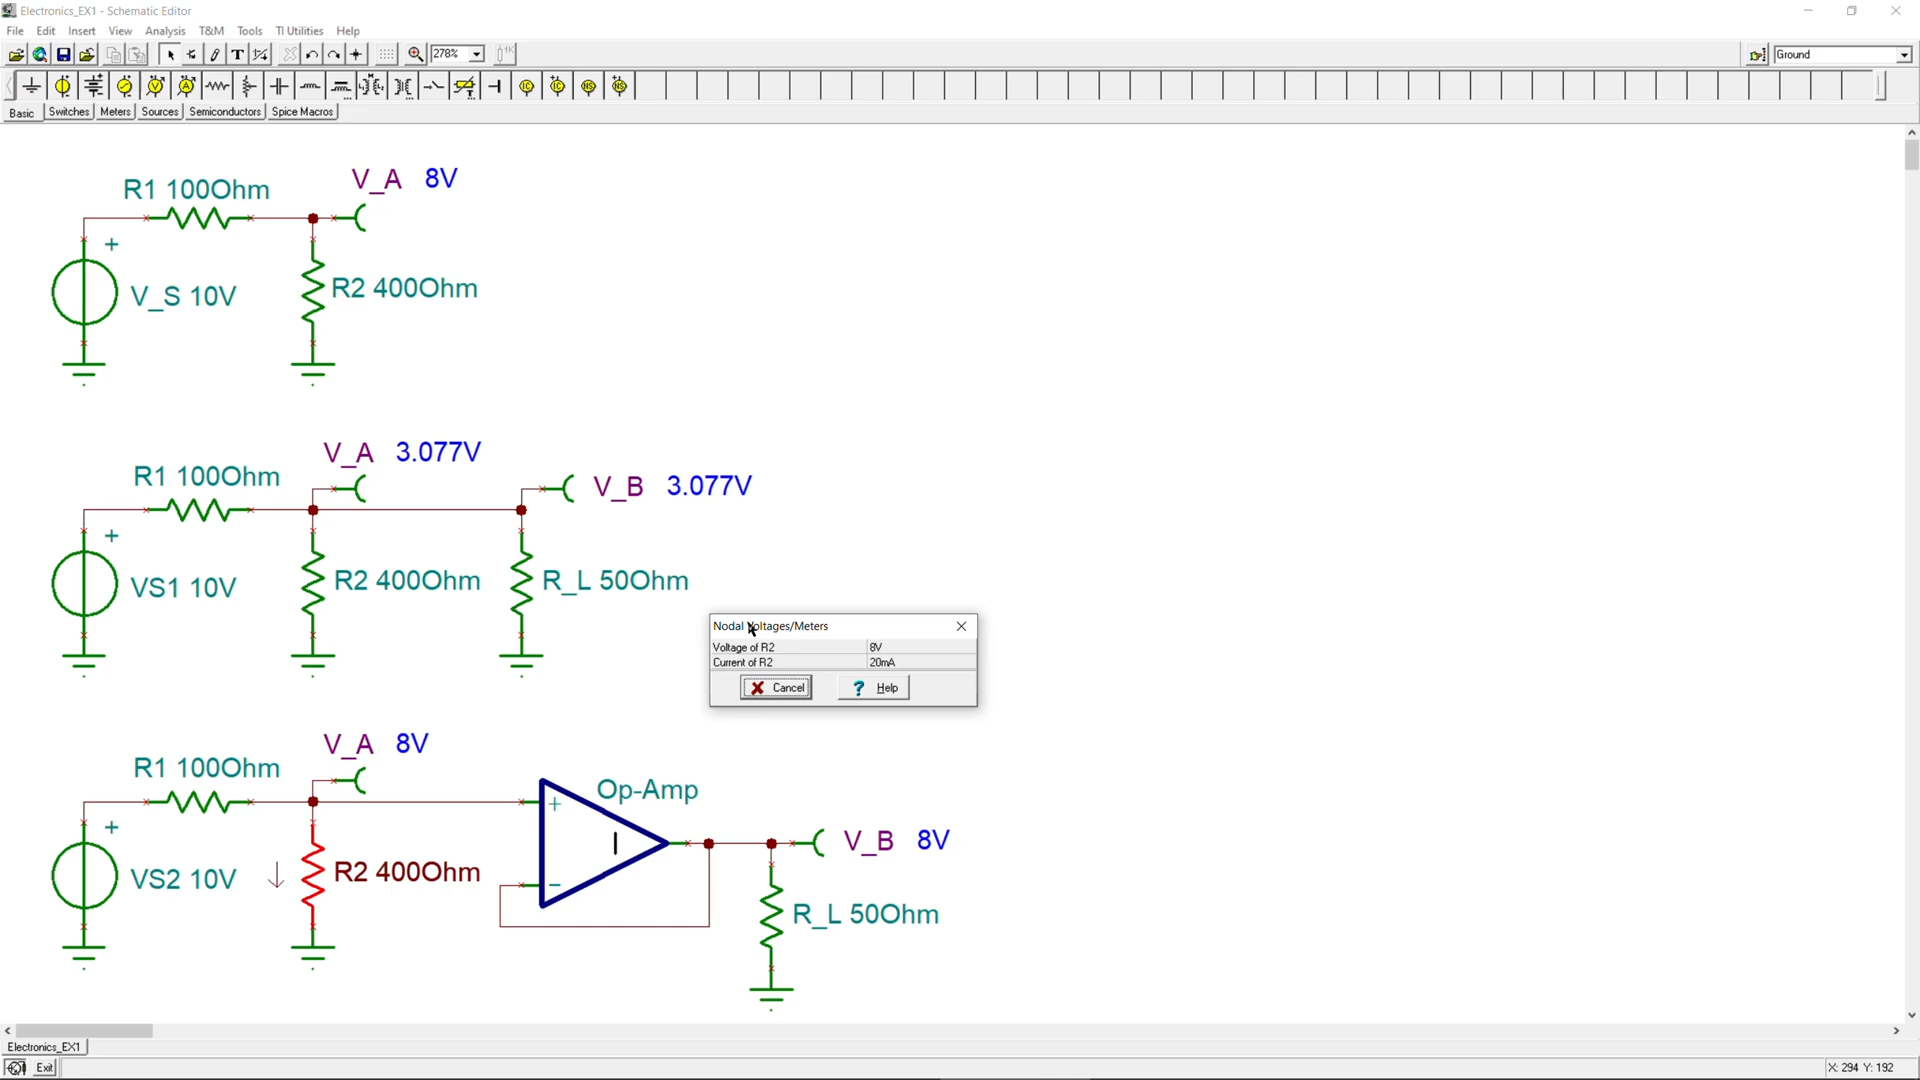 Electronics_EX1 - Schematic Editor
File Edit Insert View Analysis T&M Tools TI Utilities Help
278% Ground
Basic Switches Meters Sources Semiconductors Spice Macros
V_A 8V
R1 100Ohm
+
V_S 10V
R2 400Ohm
V_A 3.077V
R1 100Ohm
V_B 3.077V
+
VS1 10V
R2 400Ohm
R_L 50Ohm
Nodal Voltages/Meters
Voltage of R2 8V
Current of R2 20mA
Cancel
? Help
V_A 8V
R1 100Ohm
Op-Amp
+
+
V_B 8V
VS2 10V
R2 400Ohm
R_L 50Ohm
Electronics_EX1
Exit
X: 294 Y: 192